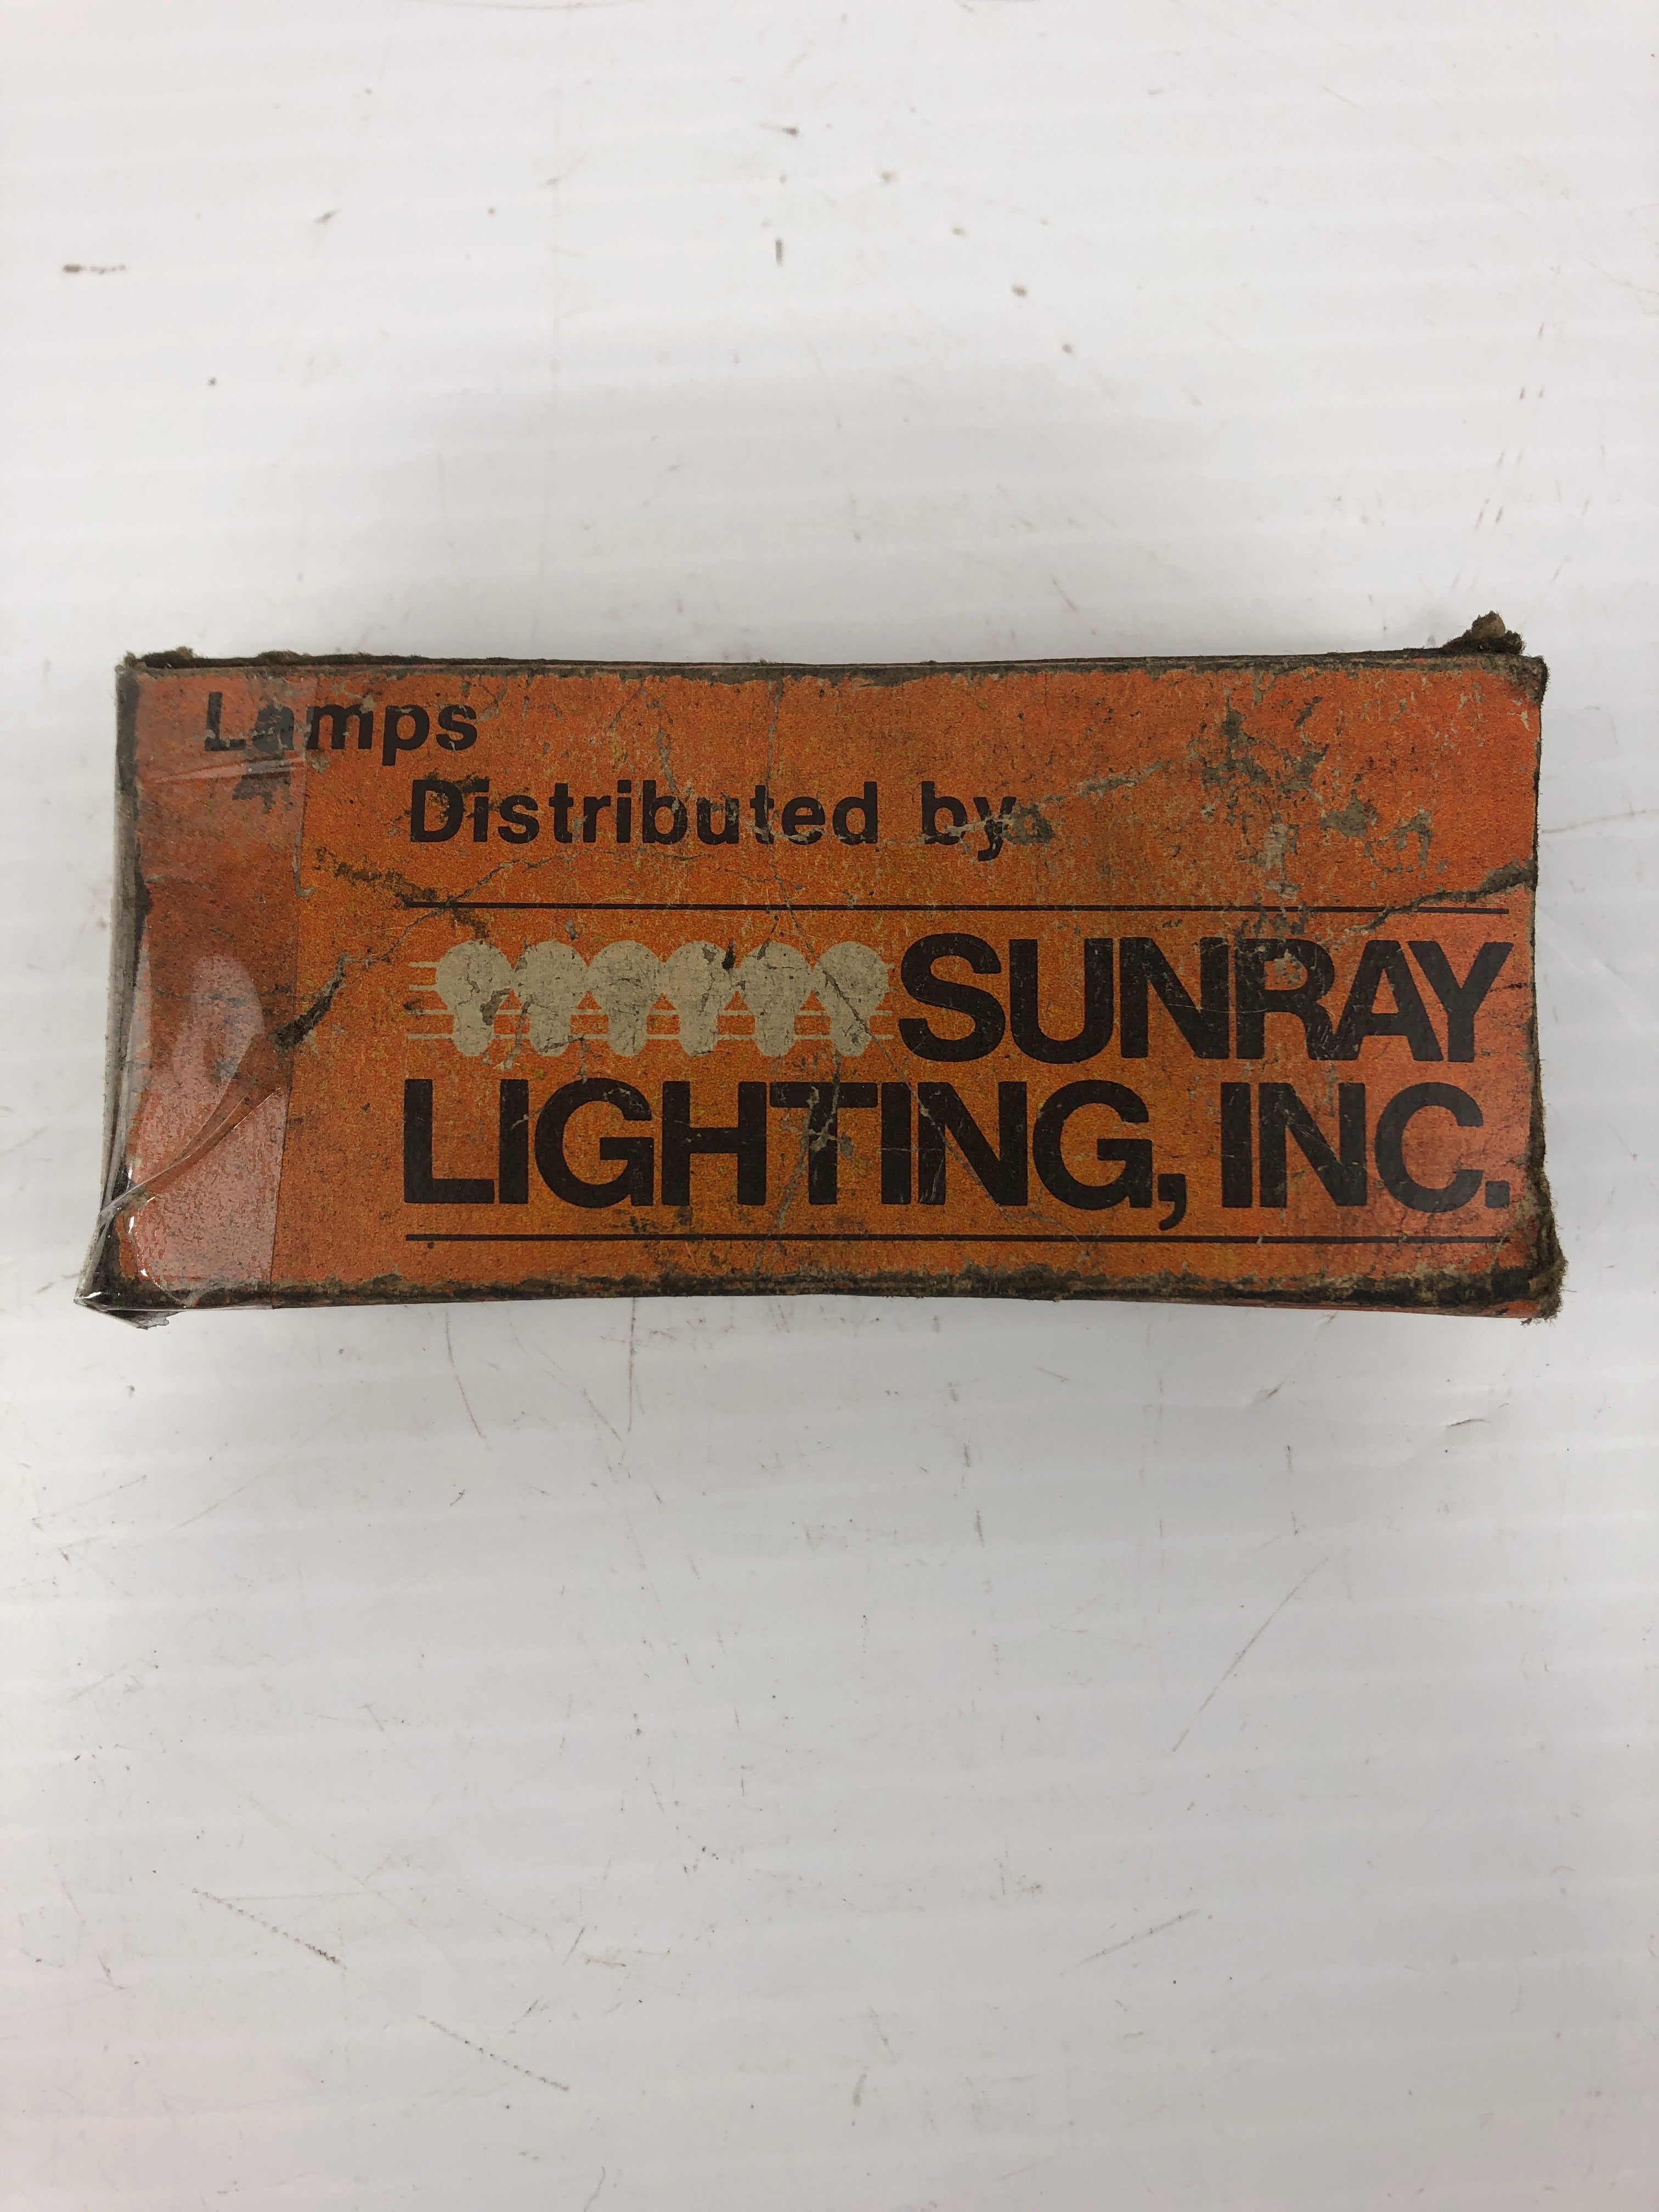 Lamps
Distributed by
SUNRAY
LIGHTING, INC.